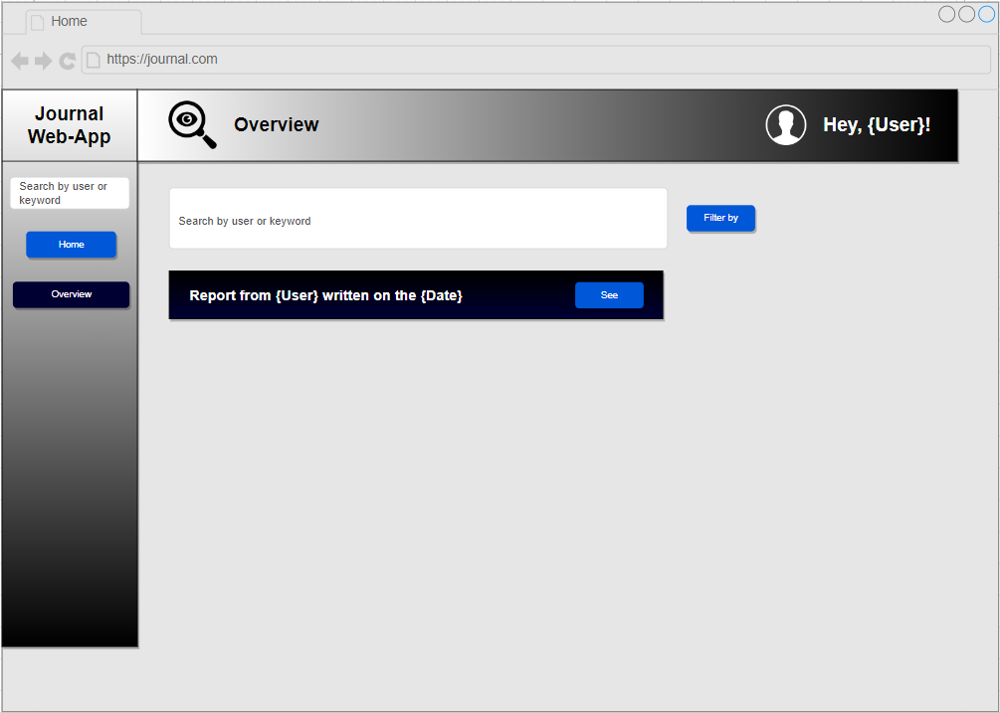 Home
https://journal.com
Journal
Web-App
Overview
Hey, {User}!
Search by user or
keyword
Home
Overview
Search by user or keyword
Filter by
Report from {User} written on the {Date}
See